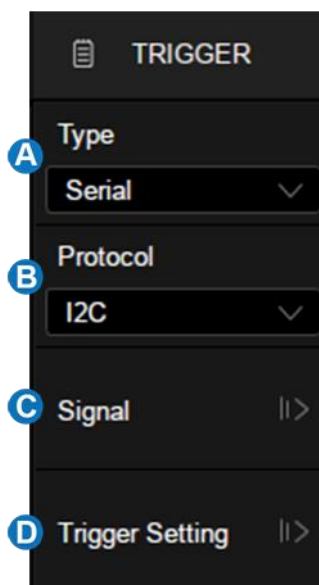 TRIGGER
Type
A
Serial
Protocol
B
I2C
C Signal
D Trigger Setting